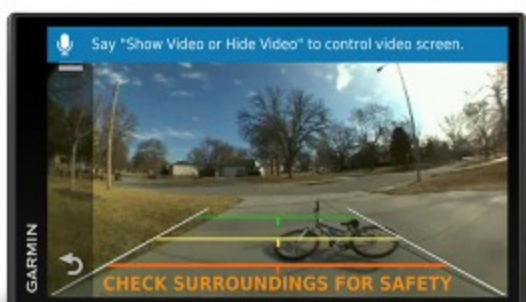 Say "Show Video or Hide Video" to control video screen.
GARMIN
CHECK SURROUNDINGS FOR SAFETY